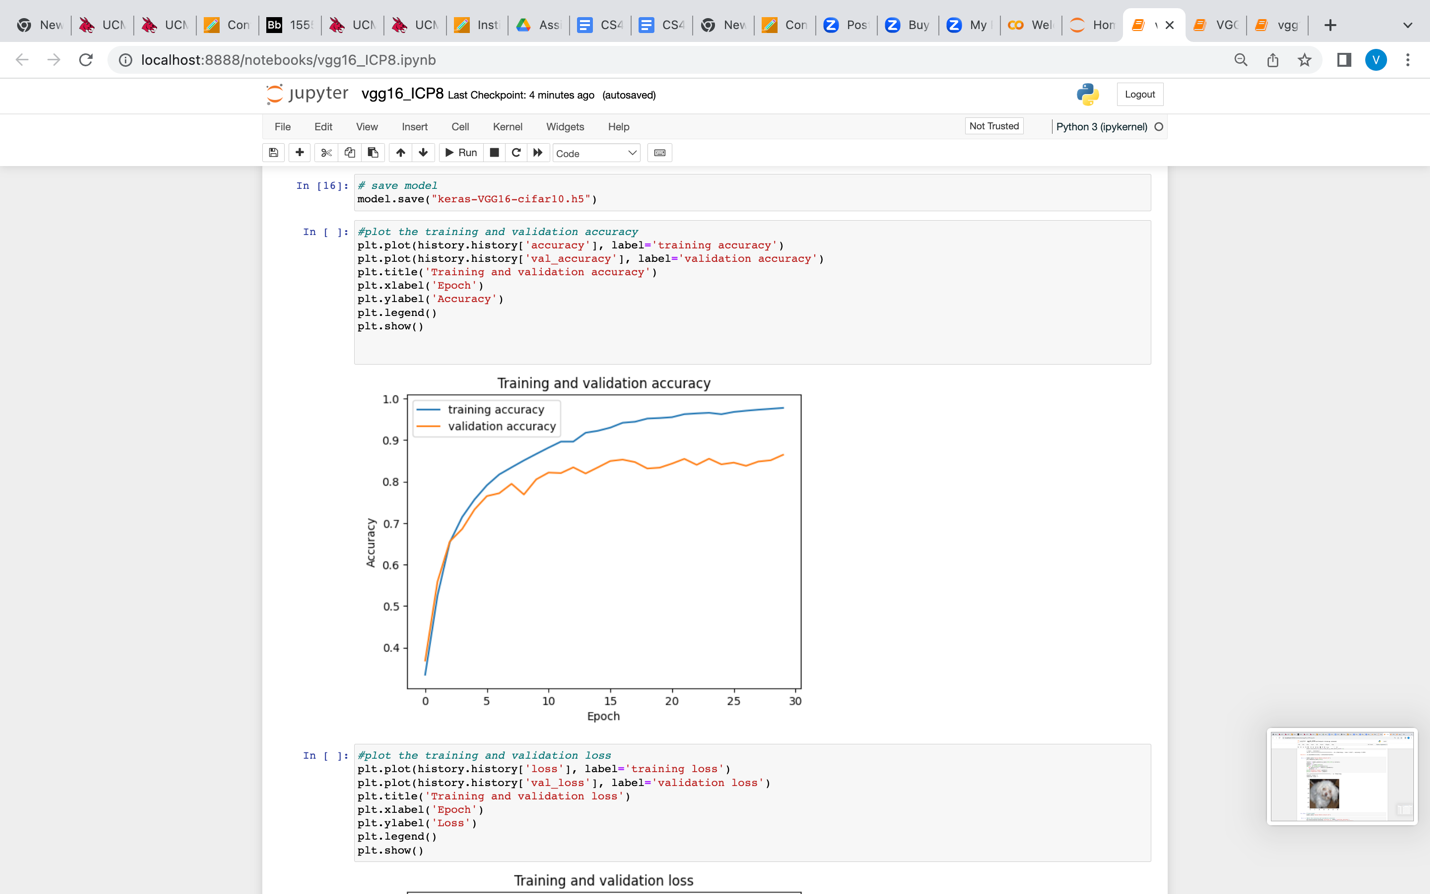 New
UCM
UCM
Con
Bb 155
UCM
UCM
Inst
Ass
CS4
CS4
New
Con
Z Pos
Z Buy
Z My
Wel
Hon
VGG
vgg
localhost:8888/notebooks/vgg16_ICP8.ipynb
V
jupyter vgg16_ICP8 Last Checkpoint: 4 minutes ago (autosaved)
Logout
File Edit View Insert Cell Kernel Widgets Help
Not Trusted
Python 3 (ipykernel)
Run
Code
In [16]: # save model
model.save("keras-VGG16-cifar10.h5")
In [ ]: #plot the training and validation accuracy
plt.plot(history.history['accuracy'], label='training accuracy')
plt.plot(history.history['val_accuracy'], label='validation accuracy')
plt.title('Training and validation accuracy')
plt.xlabel('Epoch')
plt.ylabel('Accuracy')
plt.legend()
plt.show()
Training and validation accuracy
training accuracy
validation accuracy
1.0
0.9
0.8
0.7
0.6
0.5
0.4
Accuracy
0 5 10 15 20 25 30
Epoch
In [ ]: #plot the training and validation loss
plt.plot(history.history['loss'], label='training loss')
plt.plot(history.history['val_loss'], label='validation loss')
plt.title('Training and validation loss')
plt.xlabel('Epoch')
plt.ylabel('Loss')
plt.legend()
plt.show()
Training and validation loss